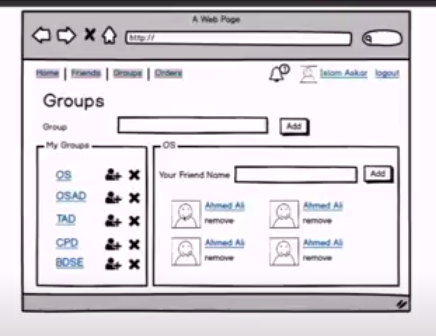 A Web Page
http://
Home | Friends | Groups | Orders
1
Islam Askar logout
Groups
Group
Add
My Groups
OS
OSAD
TAD
CPD
BDSE
OS
Your Friend Name
Add
Ahmed Ali
remove
Ahmed Ali
remove
Ahmed Ali
remove
Ahmed Ali
remove